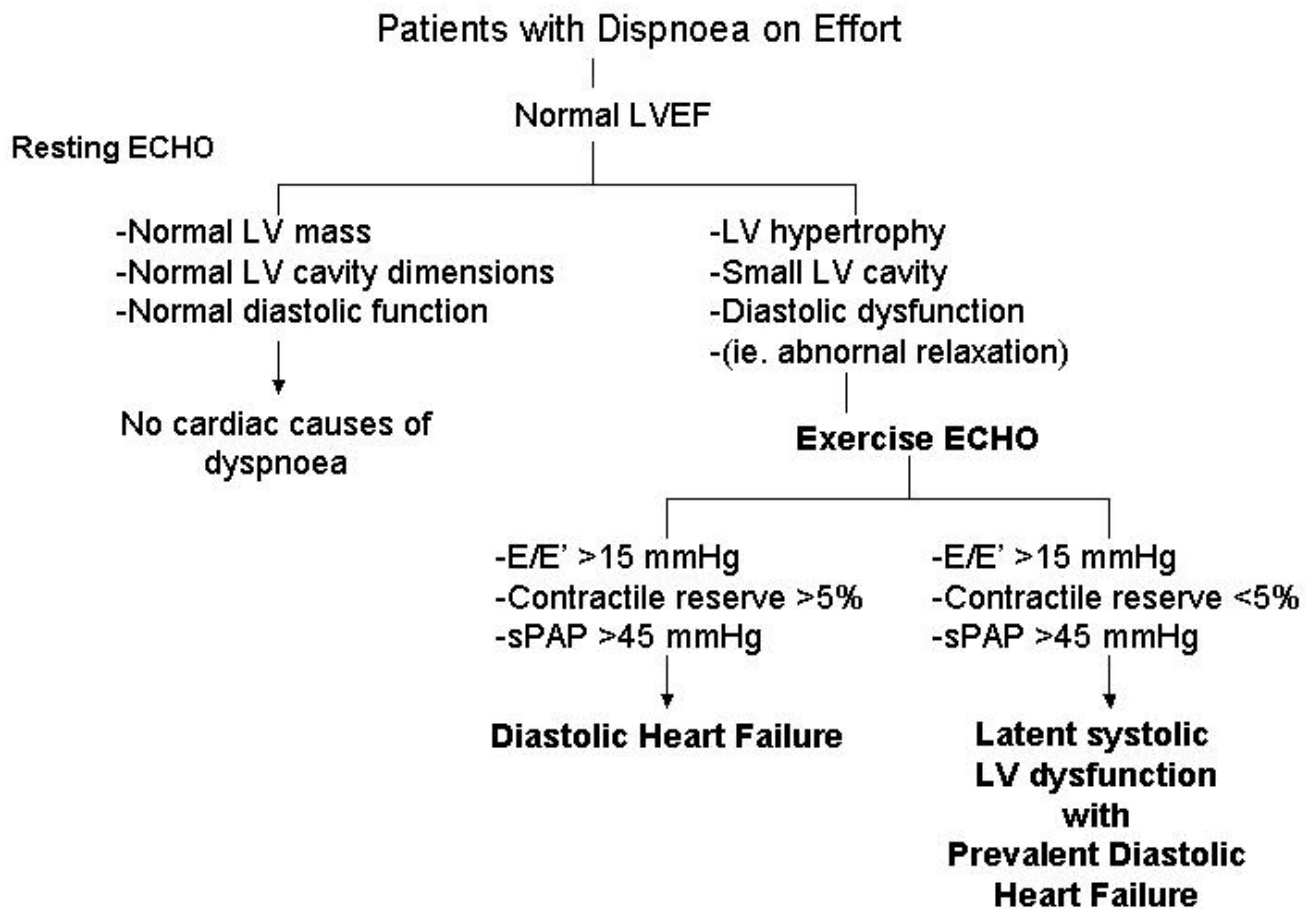 Patients with Dispnoea on Effort
Normal LVEF
Resting ECHO
-Normal LV mass
-Normal LV cavity dimensions
-Normal diastolic function
No cardiac causes of
dyspnoea
-LV hypertrophy
-Small LV cavity
-Diastolic dysfunction
-(ie. abnornal relaxation)
Exercise ECHO
-E/E’ >15 mmHg
-Contractile reserve >5%
-sPAP >45 mmHg
Diastolic Heart Failure
-E/E’ >15 mmHg
-Contractile reserve <5%
-sPAP >45 mmHg
Latent systolic
LV dysfunction
with
Prevalent Diastolic
Heart Failure